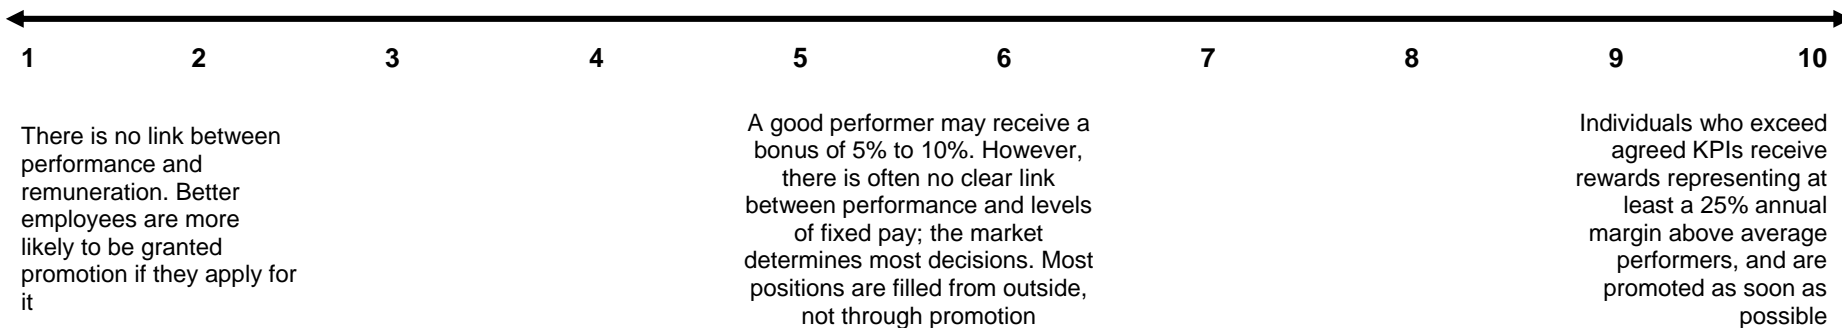 1 2 3 4 5 6 7 8 9 10
There is no link between
performance and
remuneration. Better
employees are more
likely to be granted
promotion if they apply for
it
A good performer may receive a
bonus of 5% to 10%. However,
there is often no clear link
between performance and levels
of fixed pay; the market
determines most decisions. Most
positions are filled from outside,
not through promotion
Individuals who exceed
agreed KPIs receive
rewards representing at
least a 25% annual
margin above average
performers, and are
promoted as soon as
possible